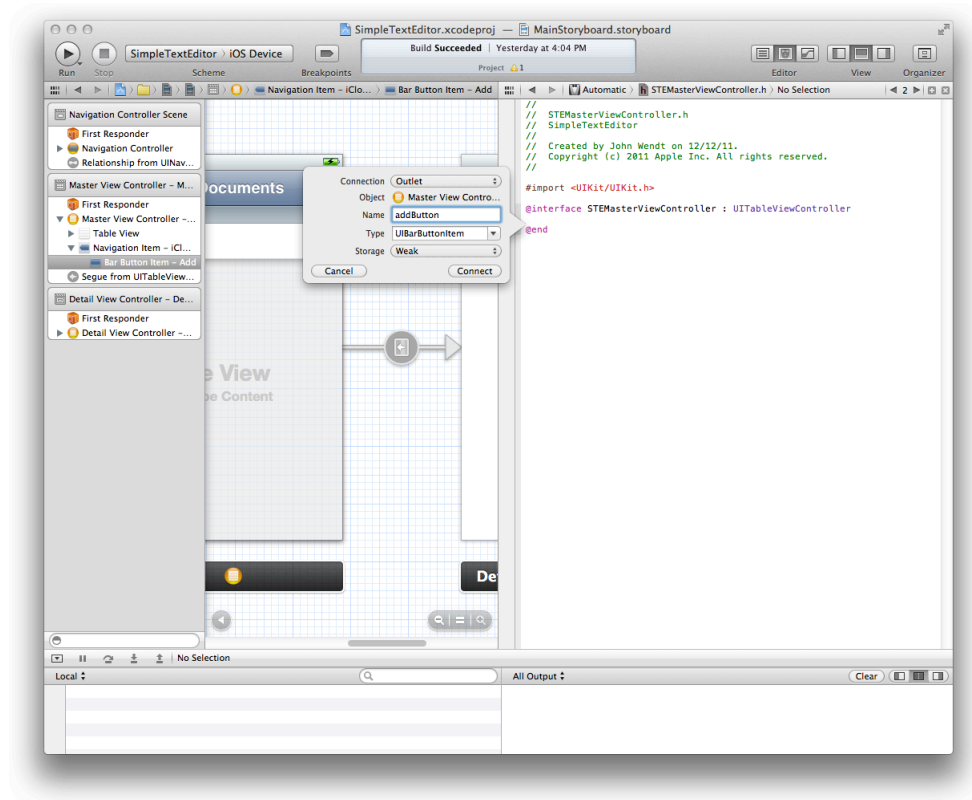 SimpleTextEditor.xcodeproj — MainStoryboard.storyboard
SimpleTextEditor › iOS Device
Build Succeeded | Yesterday at 4:04 PM
Project 1
Run Stop Scheme Breakpoints Editor View Organizer
Navigation Item – iClo... Bar Button Item – Add
Automatic STEMasterViewController.h No Selection 2
Navigation Controller Scene
First Responder
Navigation Controller
Relationship from UINav...
Master View Controller – M...
First Responder
Master View Controller –...
Table View
Navigation Item – iCl...
Bar Button Item – Add
Segue from UITableView...
Detail View Controller – De...
First Responder
Detail View Controller –...
Documents
e View
pe Content
De
Connection Outlet
Object Master View Contro...
Name addButton
Type UIBarButtonItem
Storage Weak
Cancel Connect
//
// STEMasterViewController.h
// SimpleTextEditor
//
// Created by John Wendt on 12/12/11.
// Copyright (c) 2011 Apple Inc. All rights reserved.
//
#import <UIKit/UIKit.h>
@interface STEMasterViewController : UITableViewController
@end
No Selection
Local
All Output
Clear